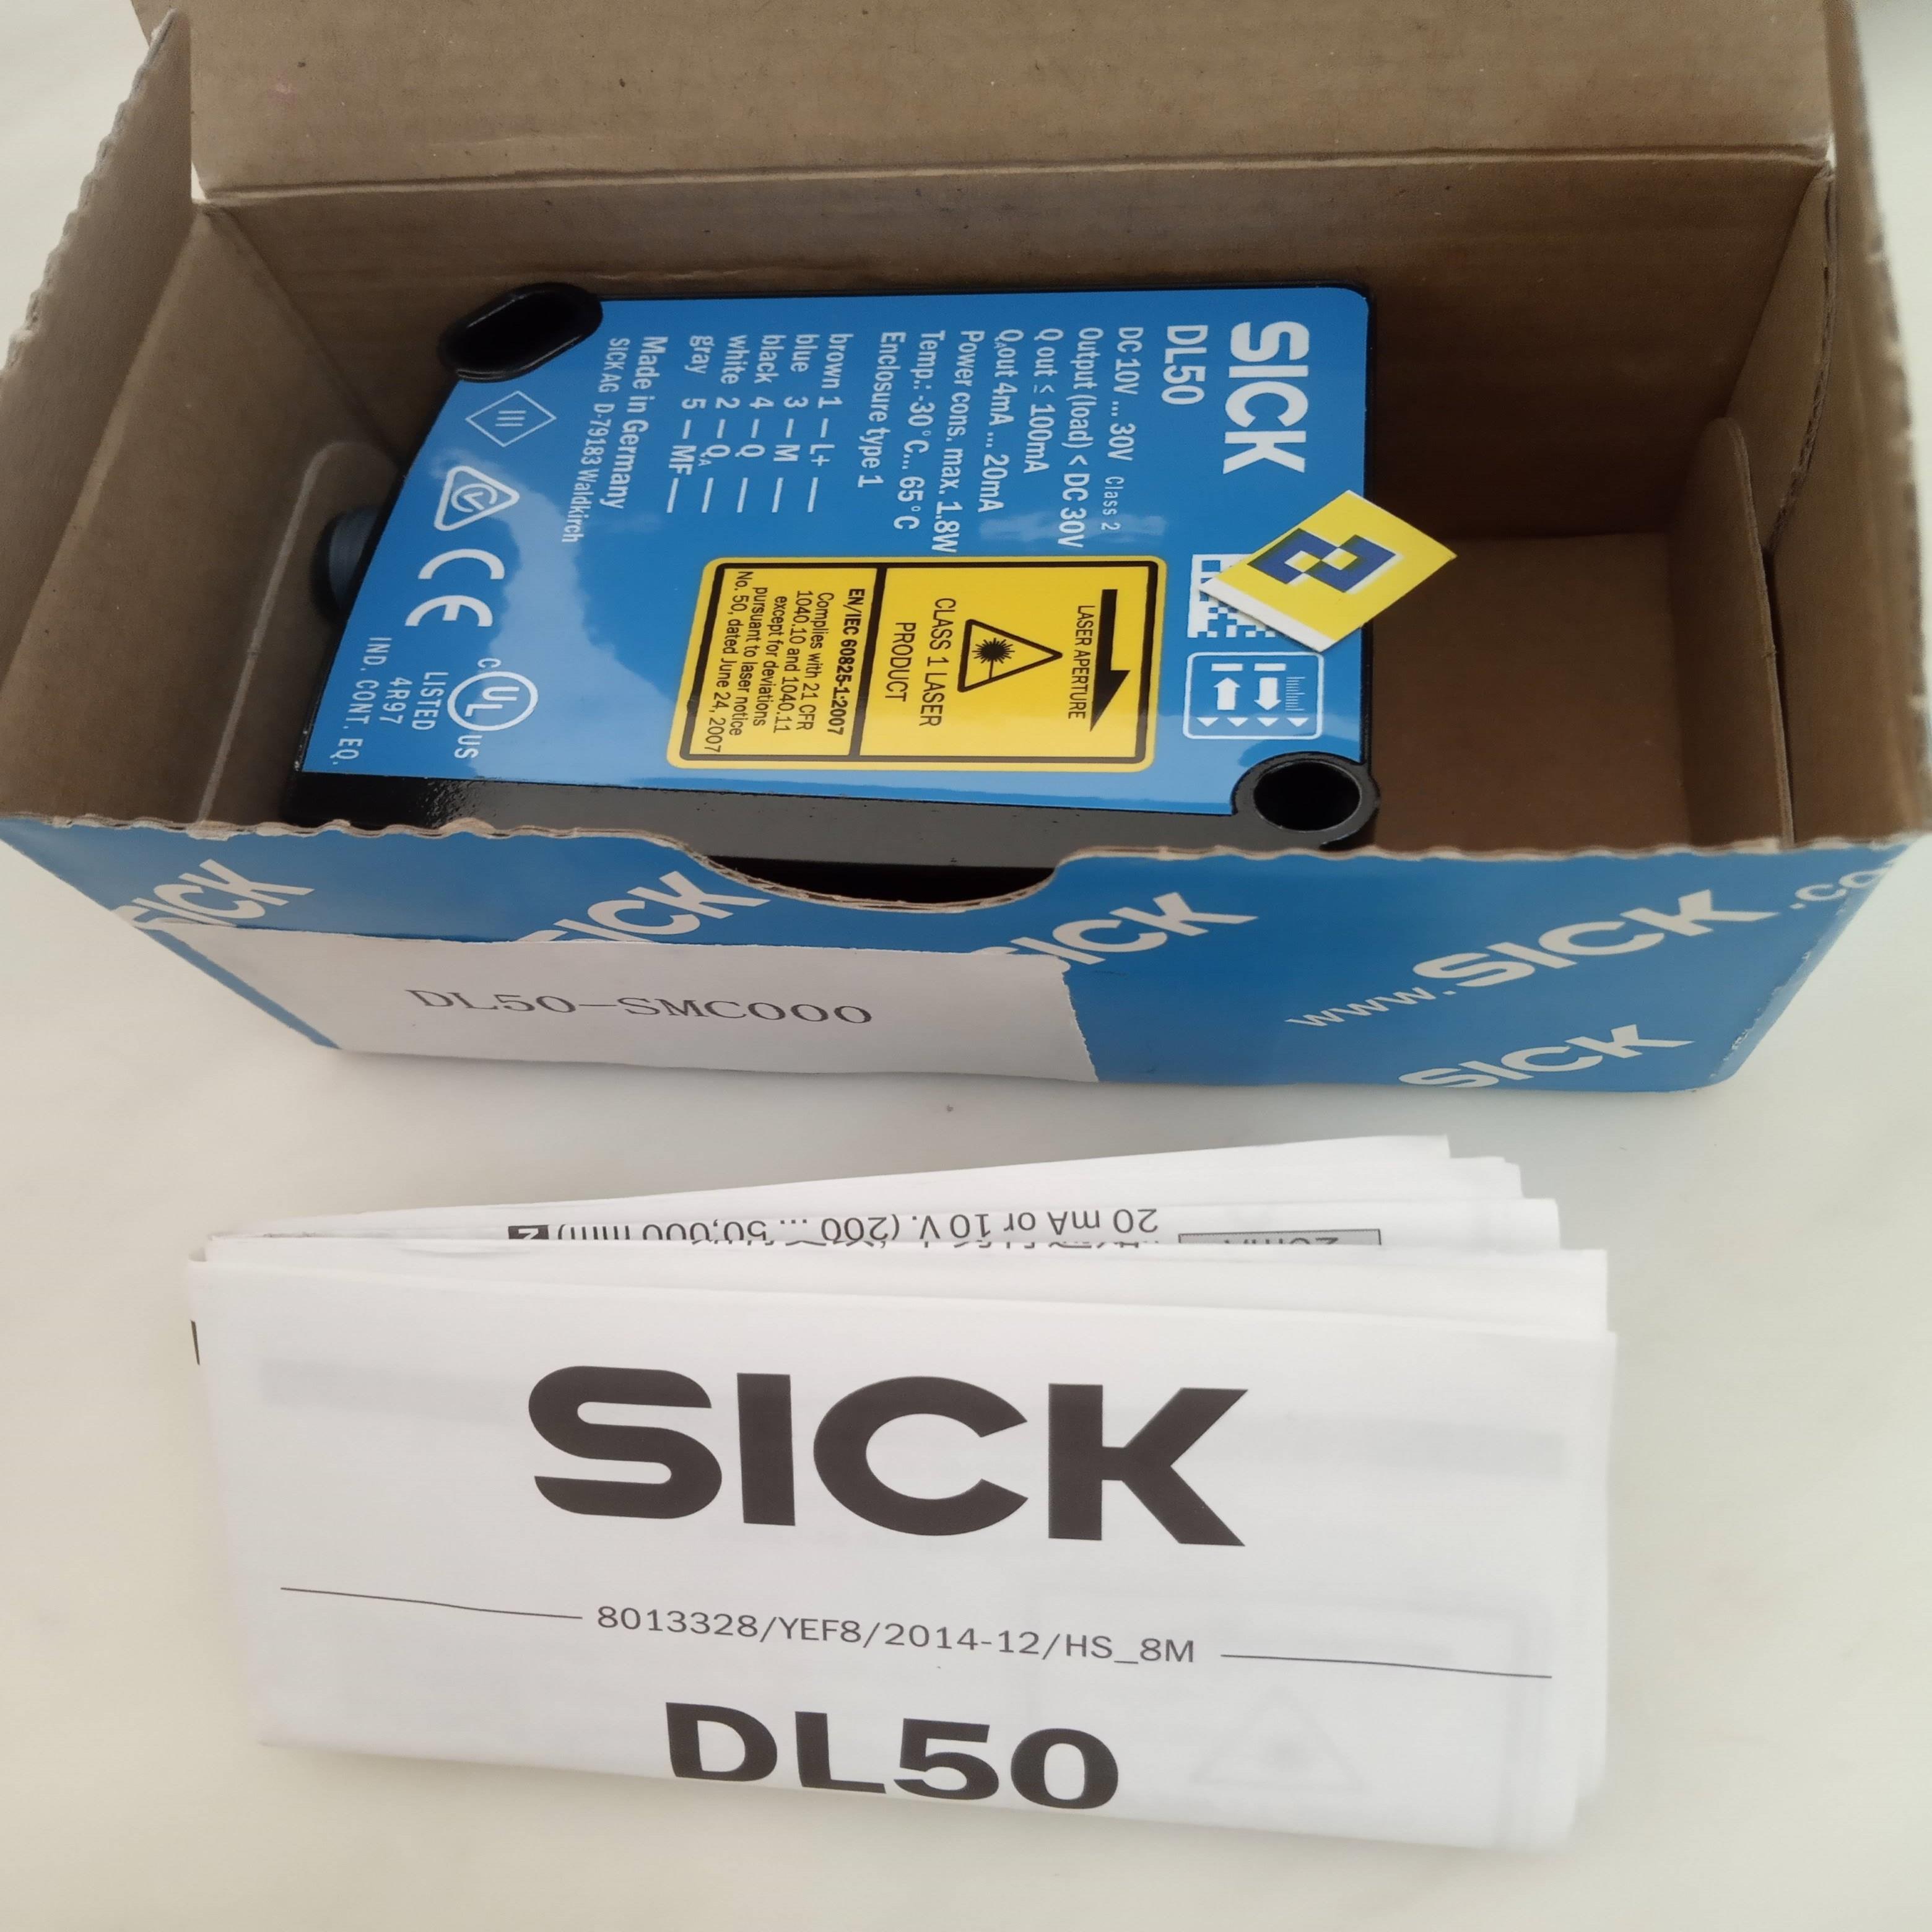 SICK
DL50
DC 10V ... 30V Class 2
Output (load) < DC 30V
Q out ≤ 100mA
QAout 4mA ... 20mA
Power cons. max. 1.8W
Temp.: -30°C... 65°C
Enclosure type 1
brown 1 – L+
blue 3 – M
black 4 – Q
white 2 – QA
gray 5 – MF
Made in Germany
SICK AG D-79183 Waldkirch
LASER APERTURE
CLASS 1 LASER
PRODUCT
EN/IEC 60825-1:2007
Complies with 21 CFR
1040.10 and 1040.11
except for deviations
pursuant to laser notice
No. 50, dated June 24, 2007
CE
c UL US
LISTED
4R97
IND. CONT. EQ.
SICK
SICK
SICK
www.SICK.co
SICK
DL50-SMC000
20 mA or 10 V. (200 ... 50,000 mm)
SICK
8013328/YEF8/2014-12/HS_8M
DL50